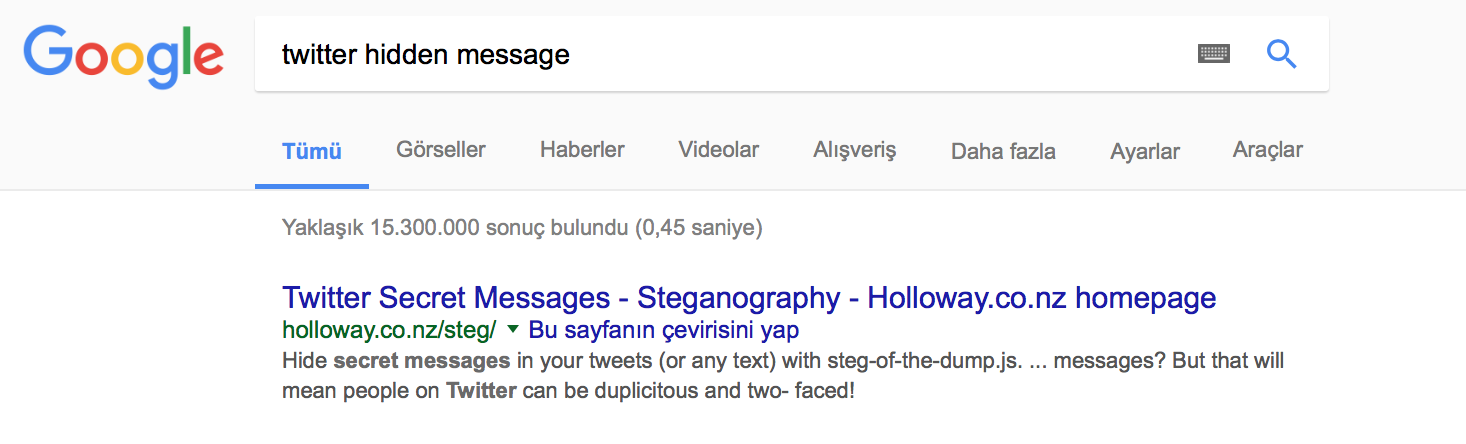 Google
twitter hidden message
Tümü Görseller Haberler Videolar Alışveriş Daha fazla Ayarlar Araçlar
Yaklaşık 15.300.000 sonuç bulundu (0,45 saniye)
Twitter Secret Messages - Steganography - Holloway.co.nz homepage
holloway.co.nz/steg/ ▼ Bu sayfanın çevirisini yap
Hide secret messages in your tweets (or any text) with steg-of-the-dump.js. ... messages? But that will
mean people on Twitter can be duplicitous and two- faced!